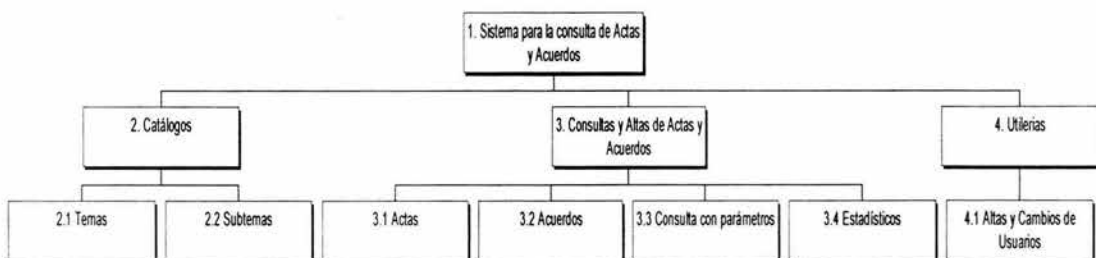 1. Sistema para la consulta de Actas
y Acuerdos
2. Catálogos
3. Consultas y Altas de Actas y
Acuerdos
4. Utilerias
2.1 Temas
2.2 Subtemas
3.1 Actas
3.2 Acuerdos
3.3 Consulta con parámetros
3.4 Estadísticos
4.1 Altas y Cambios de
Usuarios